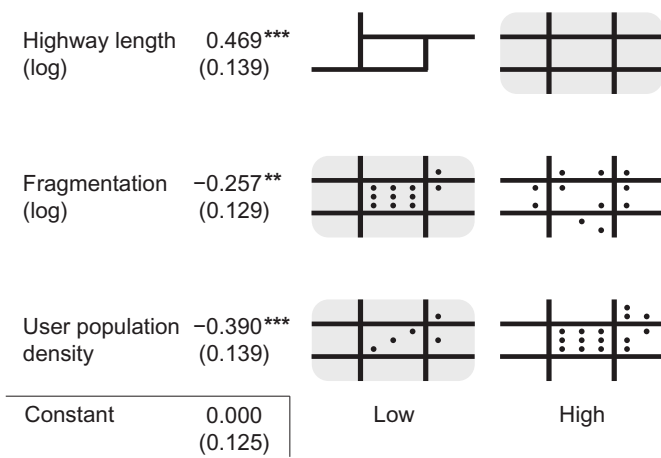 Highway length 0.469***
(log) (0.139)
Fragmentation −0.257**
(log) (0.129)
User population −0.390***
density (0.139)
Constant 0.000 Low High
(0.125)